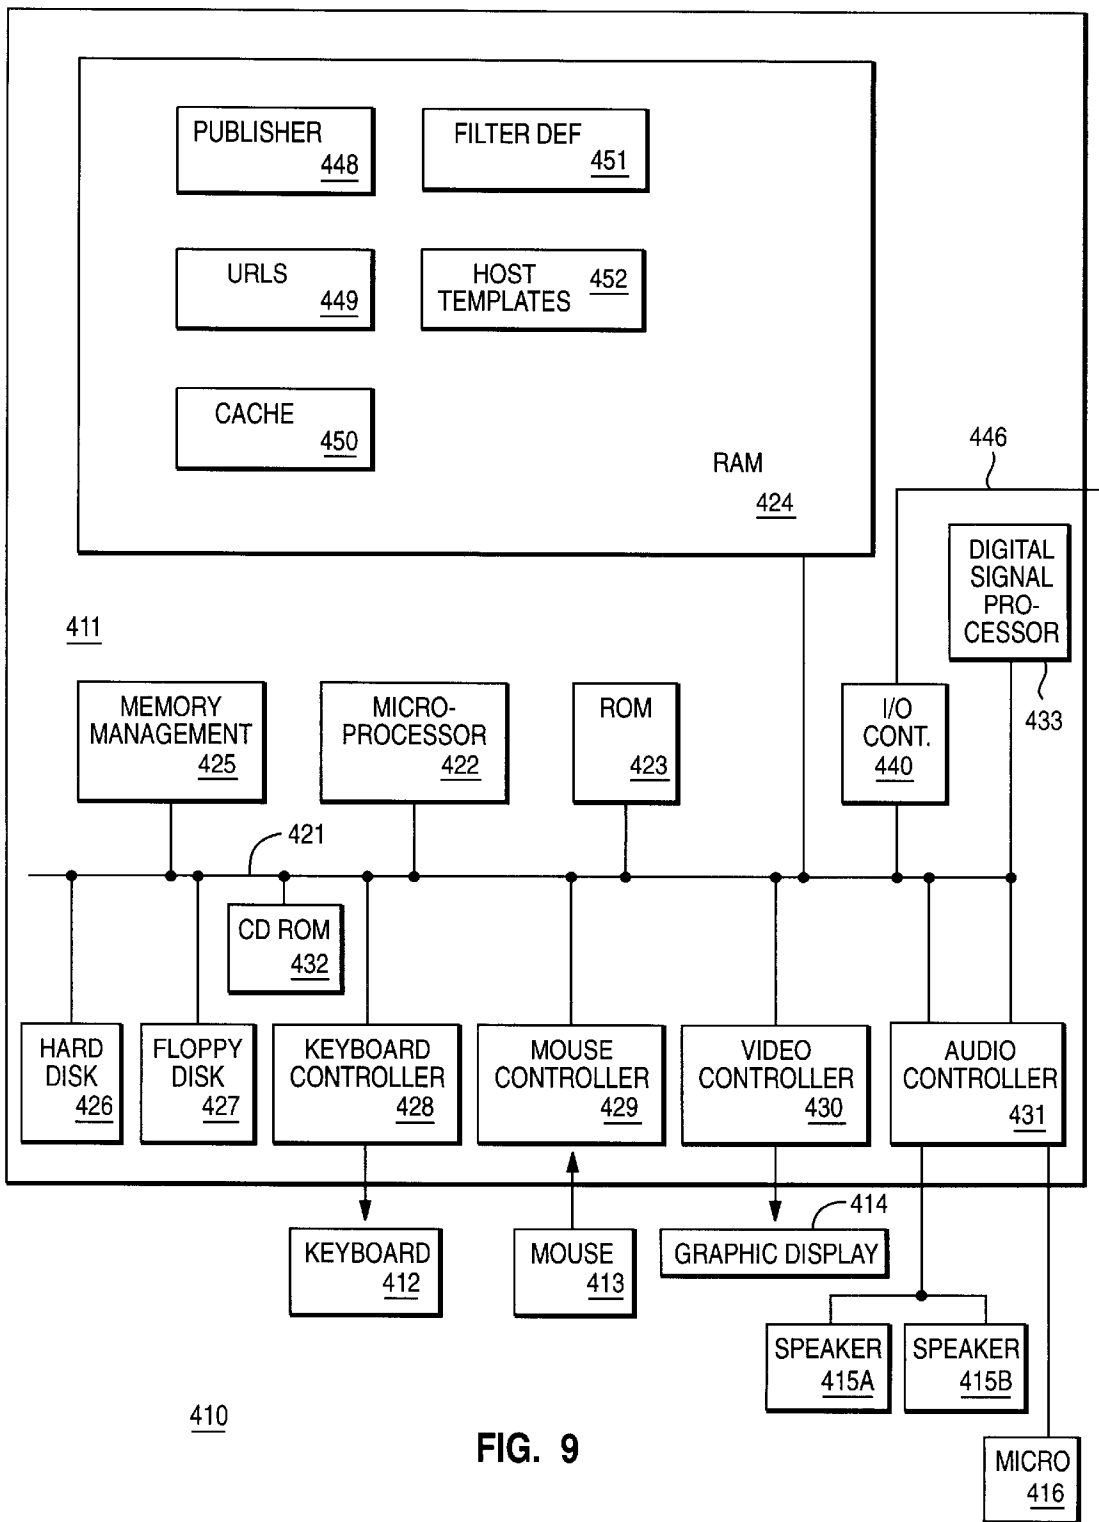 PUBLISHER
448
FILTER DEF
451
URLS
449
HOST
TEMPLATES
452
CACHE
450
RAM
424
446
DIGITAL
SIGNAL
PRO-
CESSOR
433
411
MEMORY
MANAGEMENT
425
MICRO-
PROCESSOR
422
ROM
423
I/O
CONT.
440
421
CD ROM
432
HARD
DISK
426
FLOPPY
DISK
427
KEYBOARD
CONTROLLER
428
MOUSE
CONTROLLER
429
VIDEO
CONTROLLER
430
AUDIO
CONTROLLER
431
KEYBOARD
412
MOUSE
413
414
GRAPHIC DISPLAY
SPEAKER
415A
SPEAKER
415B
410
FIG. 9
MICRO
416